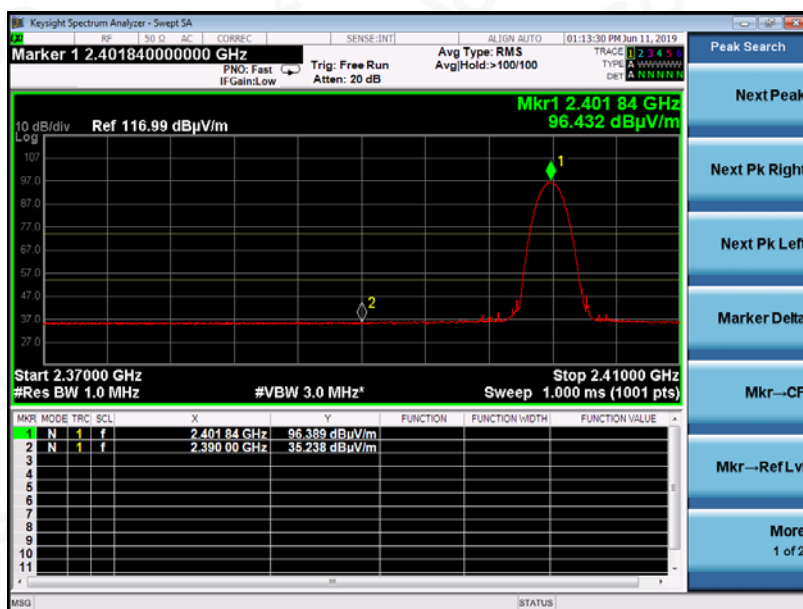 Keysight Spectrum Analyzer - Swept SA
RF 50 Ω AC CORREC SENSE:INT ALIGN AUTO 01:13:30 PM Jun 11, 2019
Marker 1 2.401840000000 GHz
PNO: Fast
IFGain:Low
Trig: Free Run
Atten: 20 dB
Avg Type: RMS
Avg|Hold:>100/100
TRACE 1 2 3 4 5 6
TYPE A WWWWW
DET A N N N N N
Peak Search
Mkr1 2.401 84 GHz
96.432 dBµV/m
10 dB/div Ref 116.99 dBµV/m
Log
107
97.0
87.0
77.0
67.0
57.0
47.0
37.0
27.0
1
2
Start 2.37000 GHz Stop 2.41000 GHz
#Res BW 1.0 MHz #VBW 3.0 MHz* Sweep 1.000 ms (1001 pts)
MKR MODE TRC SCL X Y FUNCTION FUNCTION WIDTH FUNCTION VALUE
1 N 1 f 2.401 84 GHz 96.389 dBµV/m
2 N 1 f 2.390 00 GHz 35.238 dBµV/m
3
4
5
6
7
8
9
10
11
MSG STATUS
Next Peak
Next Pk Right
Next Pk Left
Marker Delta
Mkr→CF
Mkr→Ref Lv
More
1 of 2